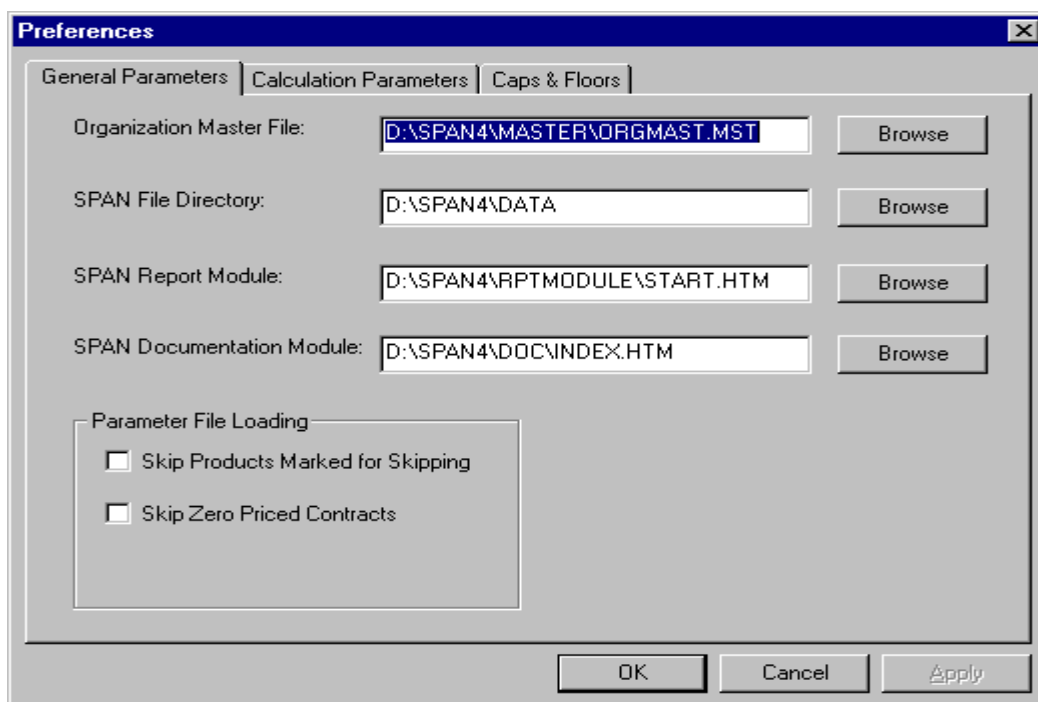 Preferences
General Parameters Calculation Parameters Caps & Floors
Organization Master File: D:\SPAN4\MASTER\ORGMAST.MST Browse
SPAN File Directory: D:\SPAN4\DATA Browse
SPAN Report Module: D:\SPAN4\RPTMODULE\START.HTM Browse
SPAN Documentation Module: D:\SPAN4\DOC\INDEX.HTM Browse
Parameter File Loading
Skip Products Marked for Skipping
Skip Zero Priced Contracts
OK Cancel Apply